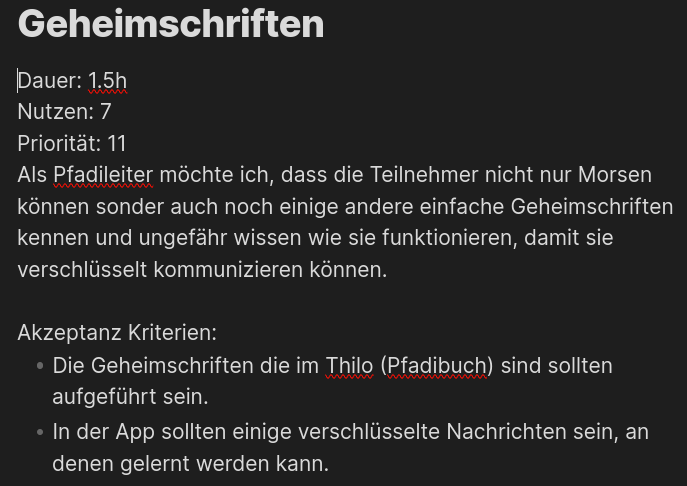 Geheimschriften
Dauer: 1.5h
Nutzen: 7
Priorität: 11
Als Pfadileiter möchte ich, dass die Teilnehmer nicht nur Morsen
können sonder auch noch einige andere einfache Geheimschriften
kennen und ungefähr wissen wie sie funktionieren, damit sie
verschlüsselt kommunizieren können.
Akzeptanz Kriterien:
• Die Geheimschriften die im Thilo (Pfadibuch) sind sollten
aufgeführt sein.
• In der App sollten einige verschlüsselte Nachrichten sein, an
denen gelernt werden kann.